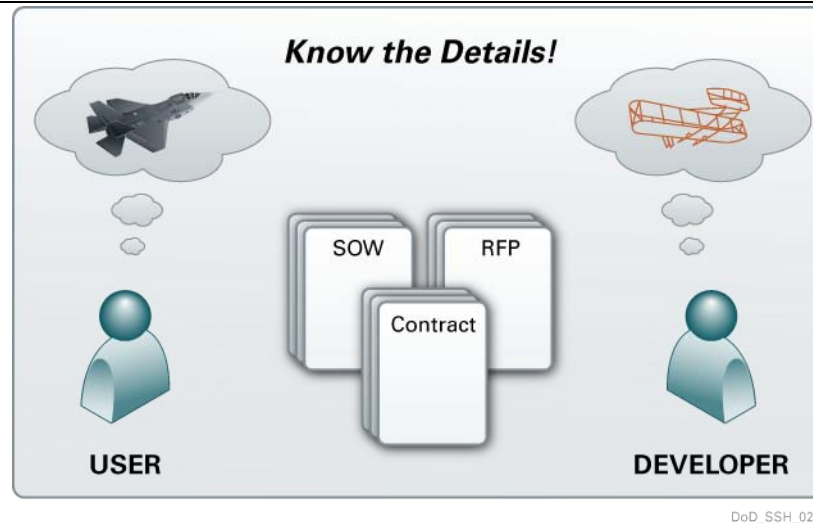 Know the Details!
SOW
RFP
Contract
USER
DEVELOPER
DoD_SSH_02